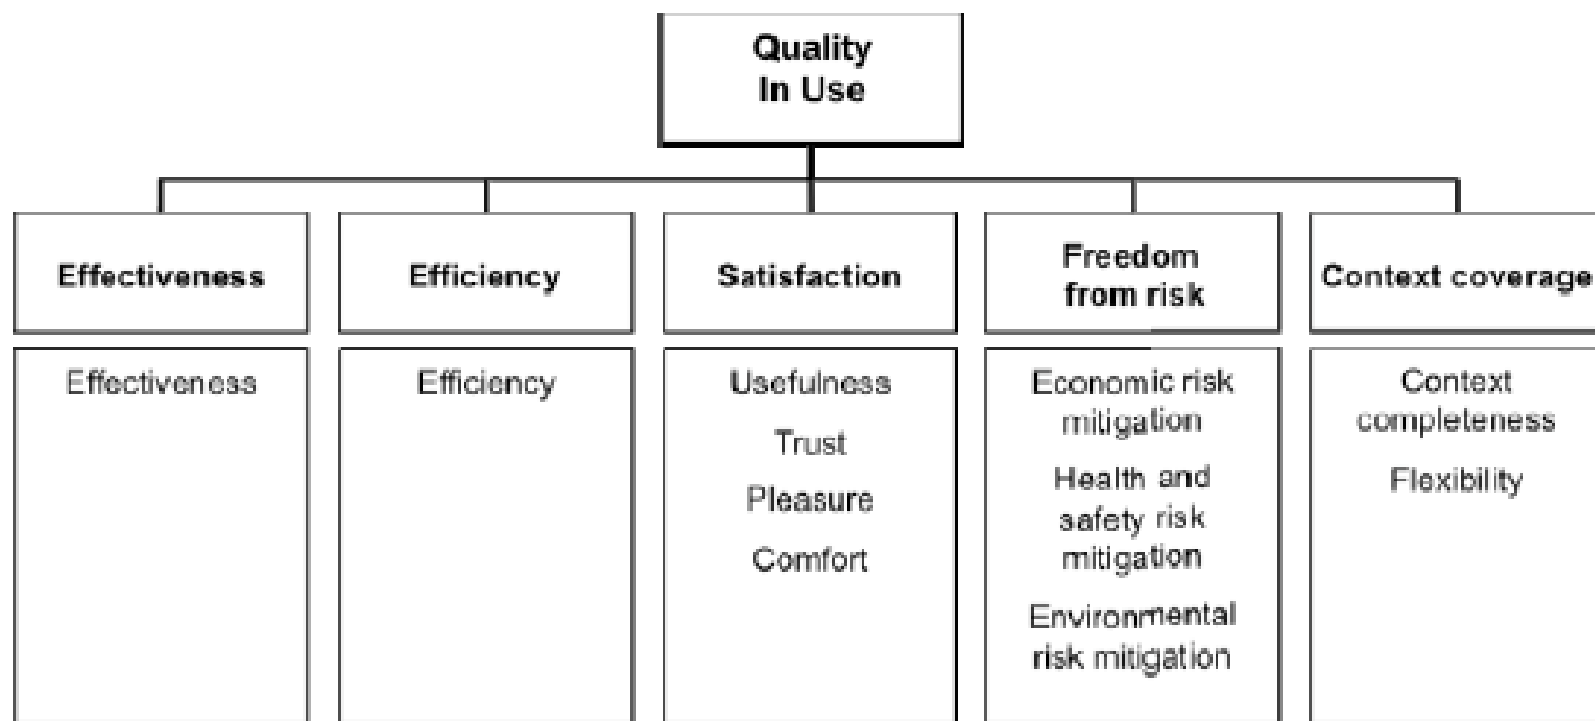 Quality
In Use
Effectiveness
Efficiency
Satisfaction
Freedom
from risk
Context coverage
Effectiveness
Efficiency
Usefulness
Trust
Pleasure
Comfort
Economic risk
mitigation
Health and
safety risk
mitigation
Environmental
risk mitigation
Context
completeness
Flexibility